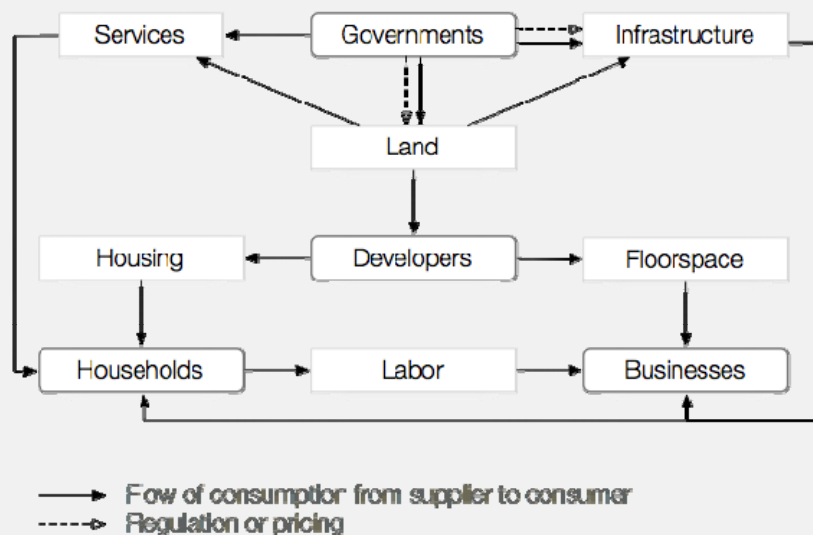 Services
Governments
Infrastructure
Land
Housing
Developers
Floorspace
Households
Labor
Businesses
Fow of consumption from supplier to consumer
Regulation or pricing